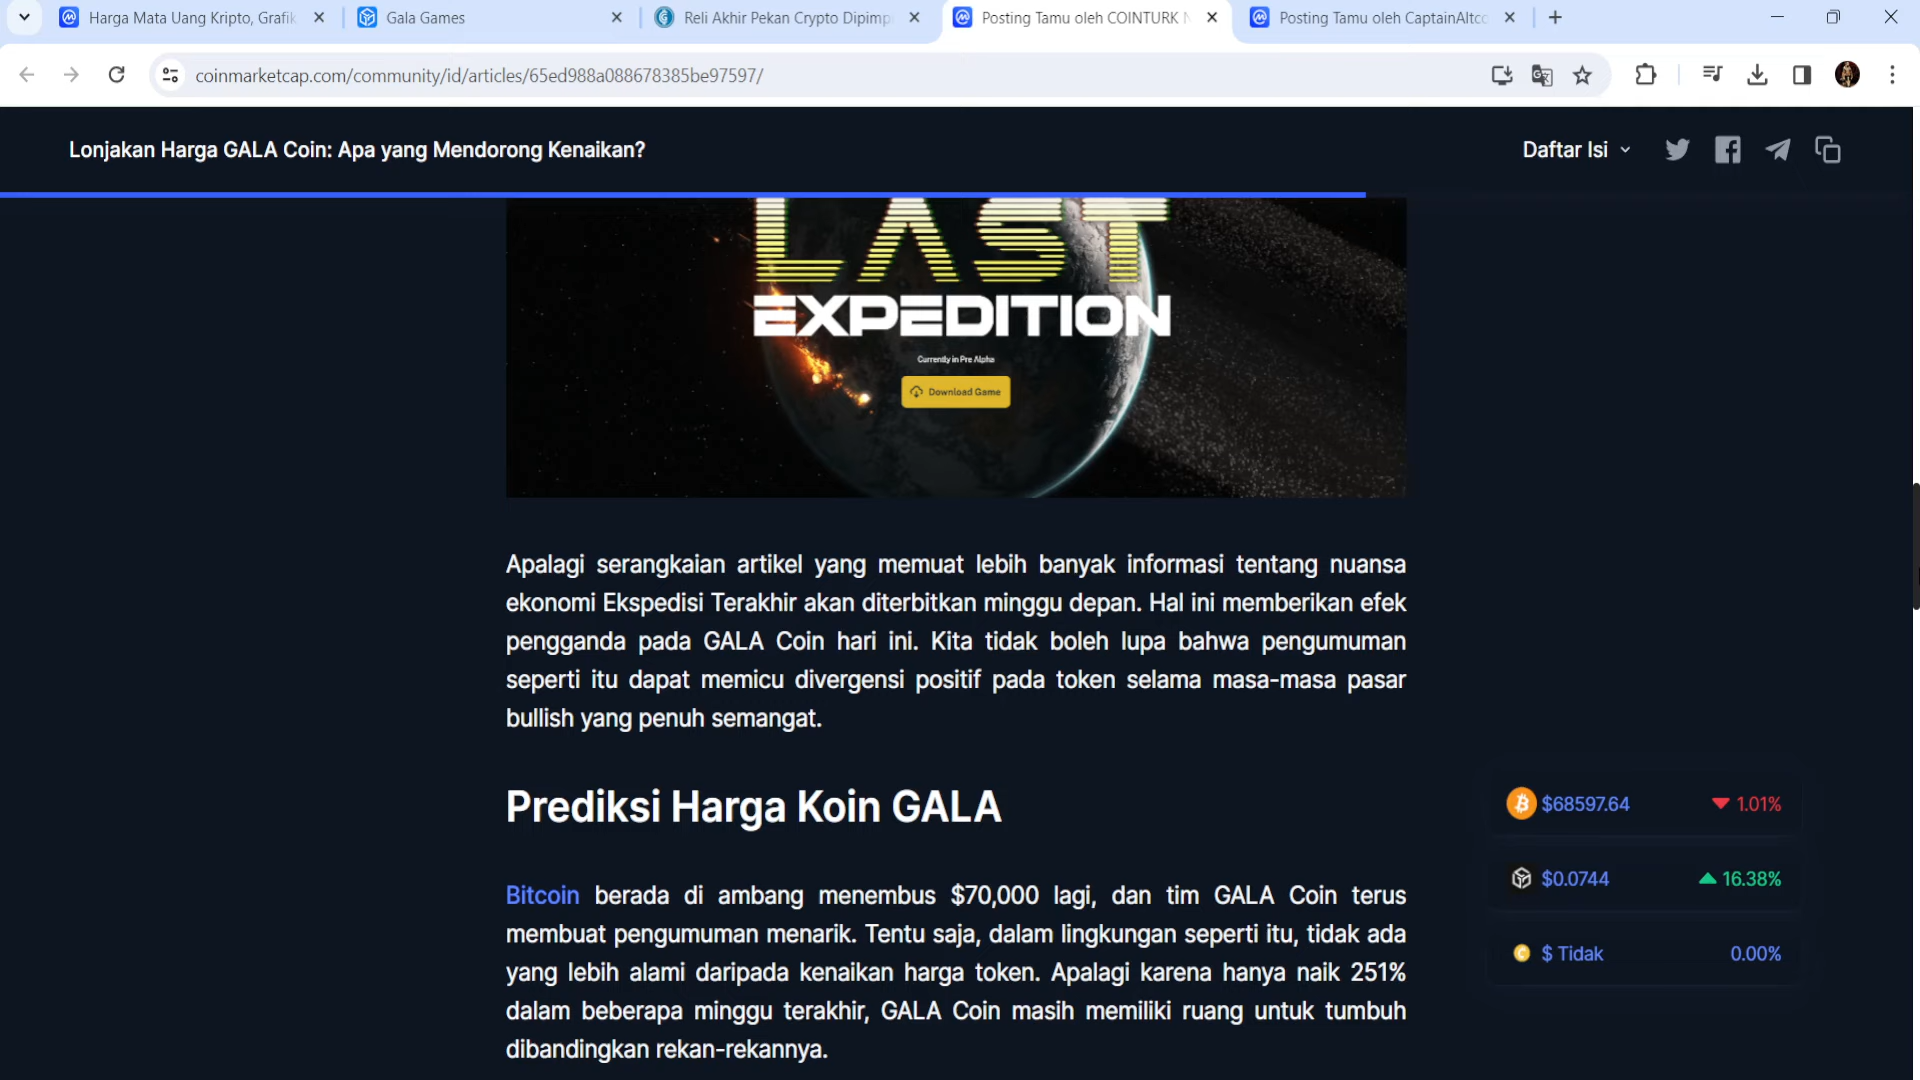 Harga Mata Uang Kripto, Grafik
Gala Games
Reli Akhir Pekan Crypto Dipimpi
Posting Tamu oleh COINTURK N
Posting Tamu oleh CaptainAltco
coinmarketcap.com/community/id/articles/65ed988a088678385be97597/
Lonjakan Harga GALA Coin: Apa yang Mendorong Kenaikan?
Daftar Isi
LAST
EXPEDITION
Currently in Pre Alpha
Download Game
Apalagi serangkaian artikel yang memuat lebih banyak informasi tentang nuansa
ekonomi Ekspedisi Terakhir akan diterbitkan minggu depan. Hal ini memberikan efek
pengganda pada GALA Coin hari ini. Kita tidak boleh lupa bahwa pengumuman
seperti itu dapat memicu divergensi positif pada token selama masa-masa pasar
bullish yang penuh semangat.
Prediksi Harga Koin GALA
Bitcoin berada di ambang menembus $70,000 lagi, dan tim GALA Coin terus
membuat pengumuman menarik. Tentu saja, dalam lingkungan seperti itu, tidak ada
yang lebih alami daripada kenaikan harga token. Apalagi karena hanya naik 251%
dalam beberapa minggu terakhir, GALA Coin masih memiliki ruang untuk tumbuh
dibandingkan rekan-rekannya.
$68597.64 1.01%
$0.0744 16.38%
$ Tidak 0.00%